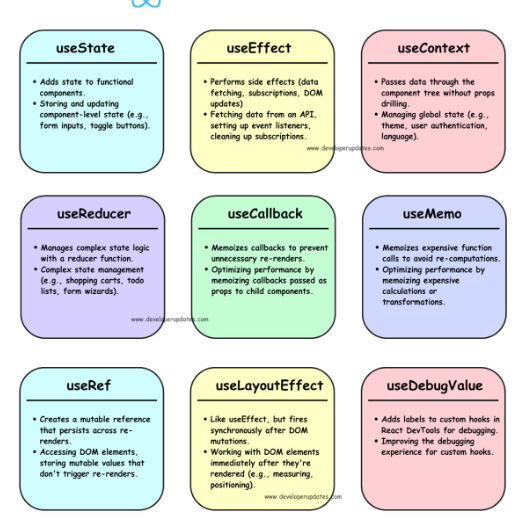 useState
• Adds state to functional
components.
• Storing and updating
component-level state (e.g.,
form inputs, toggle buttons).
useEffect
• Performs side effects (data
fetching, subscriptions, DOM
updates)
• Fetching data from an API,
setting up event listeners,
cleaning up subscriptions.
useContext
• Passes data through the
component tree without props
drilling.
• Managing global state (e.g.,
theme, user authentication,
language).
www.developerupdates.com
useReducer
• Manages complex state logic
with a reducer function.
• Complex state management
(e.g., shopping carts, todo
lists, form wizards).
useCallback
• Memoizes callbacks to prevent
unnecessary re-renders.
• Optimizing performance by
memoizing callbacks passed as
props to child components.
useMemo
• Memoizes expensive function
calls to avoid re-computations.
• Optimizing performance by
memoizing expensive
calculations or
transformations.
www.developerupdates.com
useRef
• Creates a mutable reference
that persists across re-
renders.
• Accessing DOM elements,
storing mutable values that
don't trigger re-renders.
useLayoutEffect
• Like useEffect, but fires
synchronously after DOM
mutations.
• Working with DOM elements
immediately after they're
rendered (e.g., measuring,
positioning).
useDebugValue
• Adds labels to custom hooks in
React DevTools for debugging.
• Improving the debugging
experience for custom hooks.
www.developerupdates.com